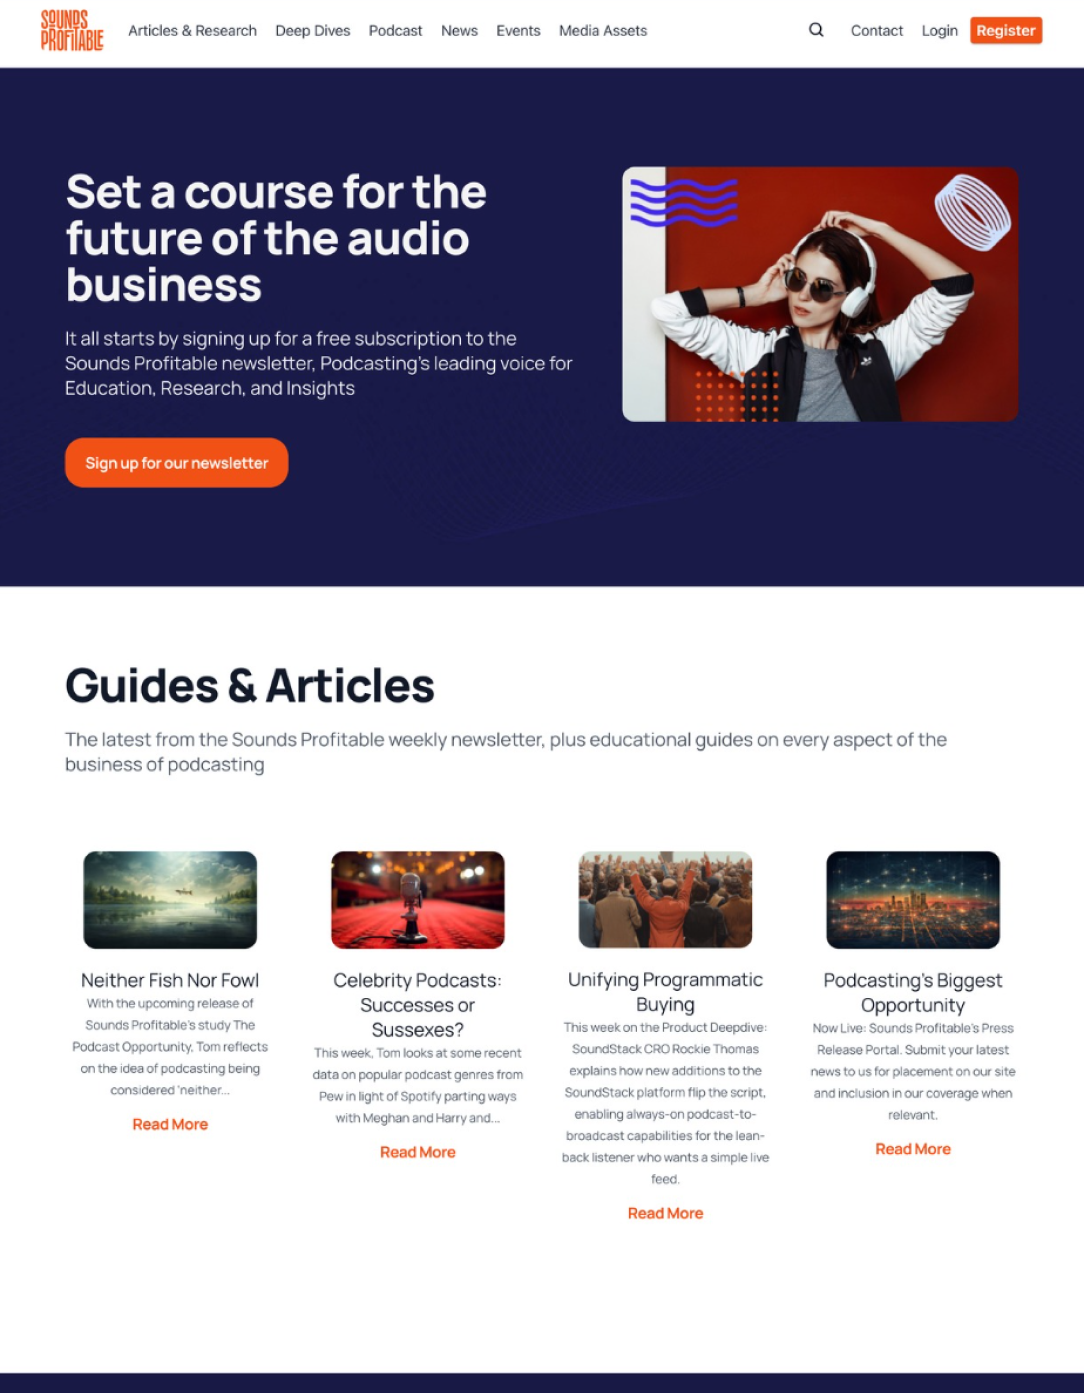 SOUNDS
PROFITABLE
Articles & Research
Deep Dives
Podcast
News
Events
Media Assets
Contact
Login
Register
Set a course for the
future of the audio
business
It all starts by signing up for a free subscription to the
Sounds Profitable newsletter, Podcasting's leading voice for
Education, Research, and Insights
Sign up for our newsletter
Guides & Articles
The latest from the Sounds Profitable weekly newsletter, plus educational guides on every aspect of the
business of podcasting
Neither Fish Nor Fowl
With the upcoming release of
Sounds Profitable's study The
Podcast Opportunity, Tom reflects
on the idea of podcasting being
considered 'neither...
Read More
Celebrity Podcasts:
Successes or
Sussexes?
This week, Tom looks at some recent
data on popular podcast genres from
Pew in light of Spotify parting ways
with Meghan and Harry and...
Read More
Unifying Programmatic
Buying
This week on the Product Deepdive:
SoundStack CRO Rockie Thomas
explains how new additions to the
SoundStack platform flip the script,
enabling always-on podcast-to-
broadcast capabilities for the lean-
back listener who wants a simple live
feed.
Read More
Podcasting's Biggest
Opportunity
Now Live: Sounds Profitable's Press
Release Portal. Submit your latest
news to us for placement on our site
and inclusion in our coverage when
relevant.
Read More